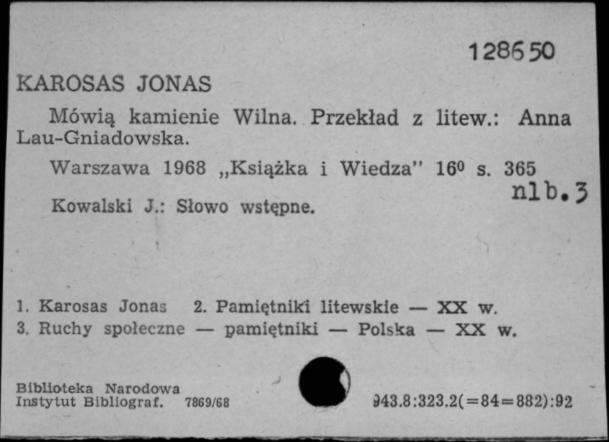 128650
KAROSAS JONAS
Mówią kamienie Wilna. Przekład z litew.: Anna
Lau-Gniadowska.
Warszawa 1968 „Książka i Wiedza” 16⁰ s. 365
nlb. 3
Kowalski J.: Słowo wstępne.
1. Karosas Jonas 2. Pamiętniki litewskie — XX w.
3. Ruchy społeczne — pamiętniki — Polska — XX w.
Biblioteka Narodowa
Instytut Bibliograf. 7869/68
943.8:323.2(=84=882):92